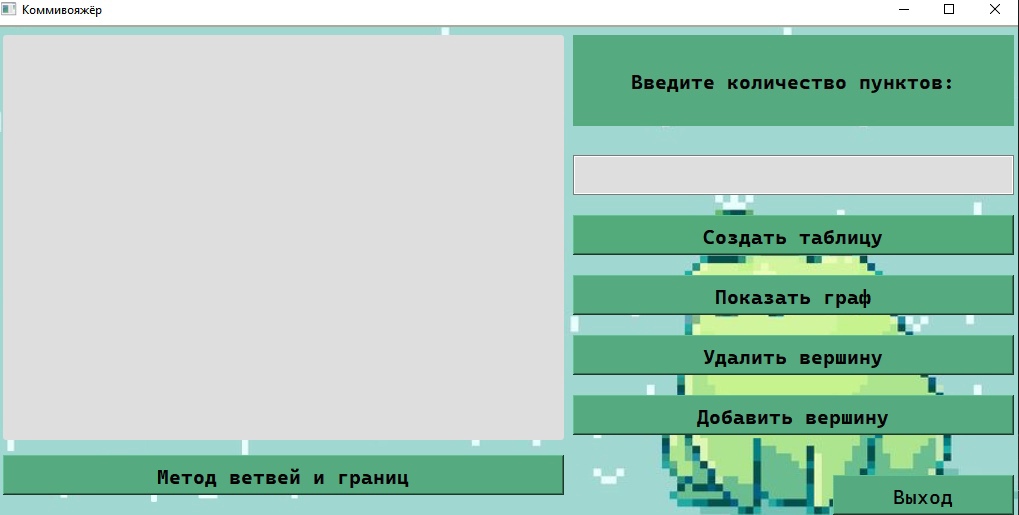 Коммивояжёр
Введите количество пунктов:
Создать таблицу
Показать граф
Удалить вершину
Добавить вершину
Метод ветвей и границ
Выход